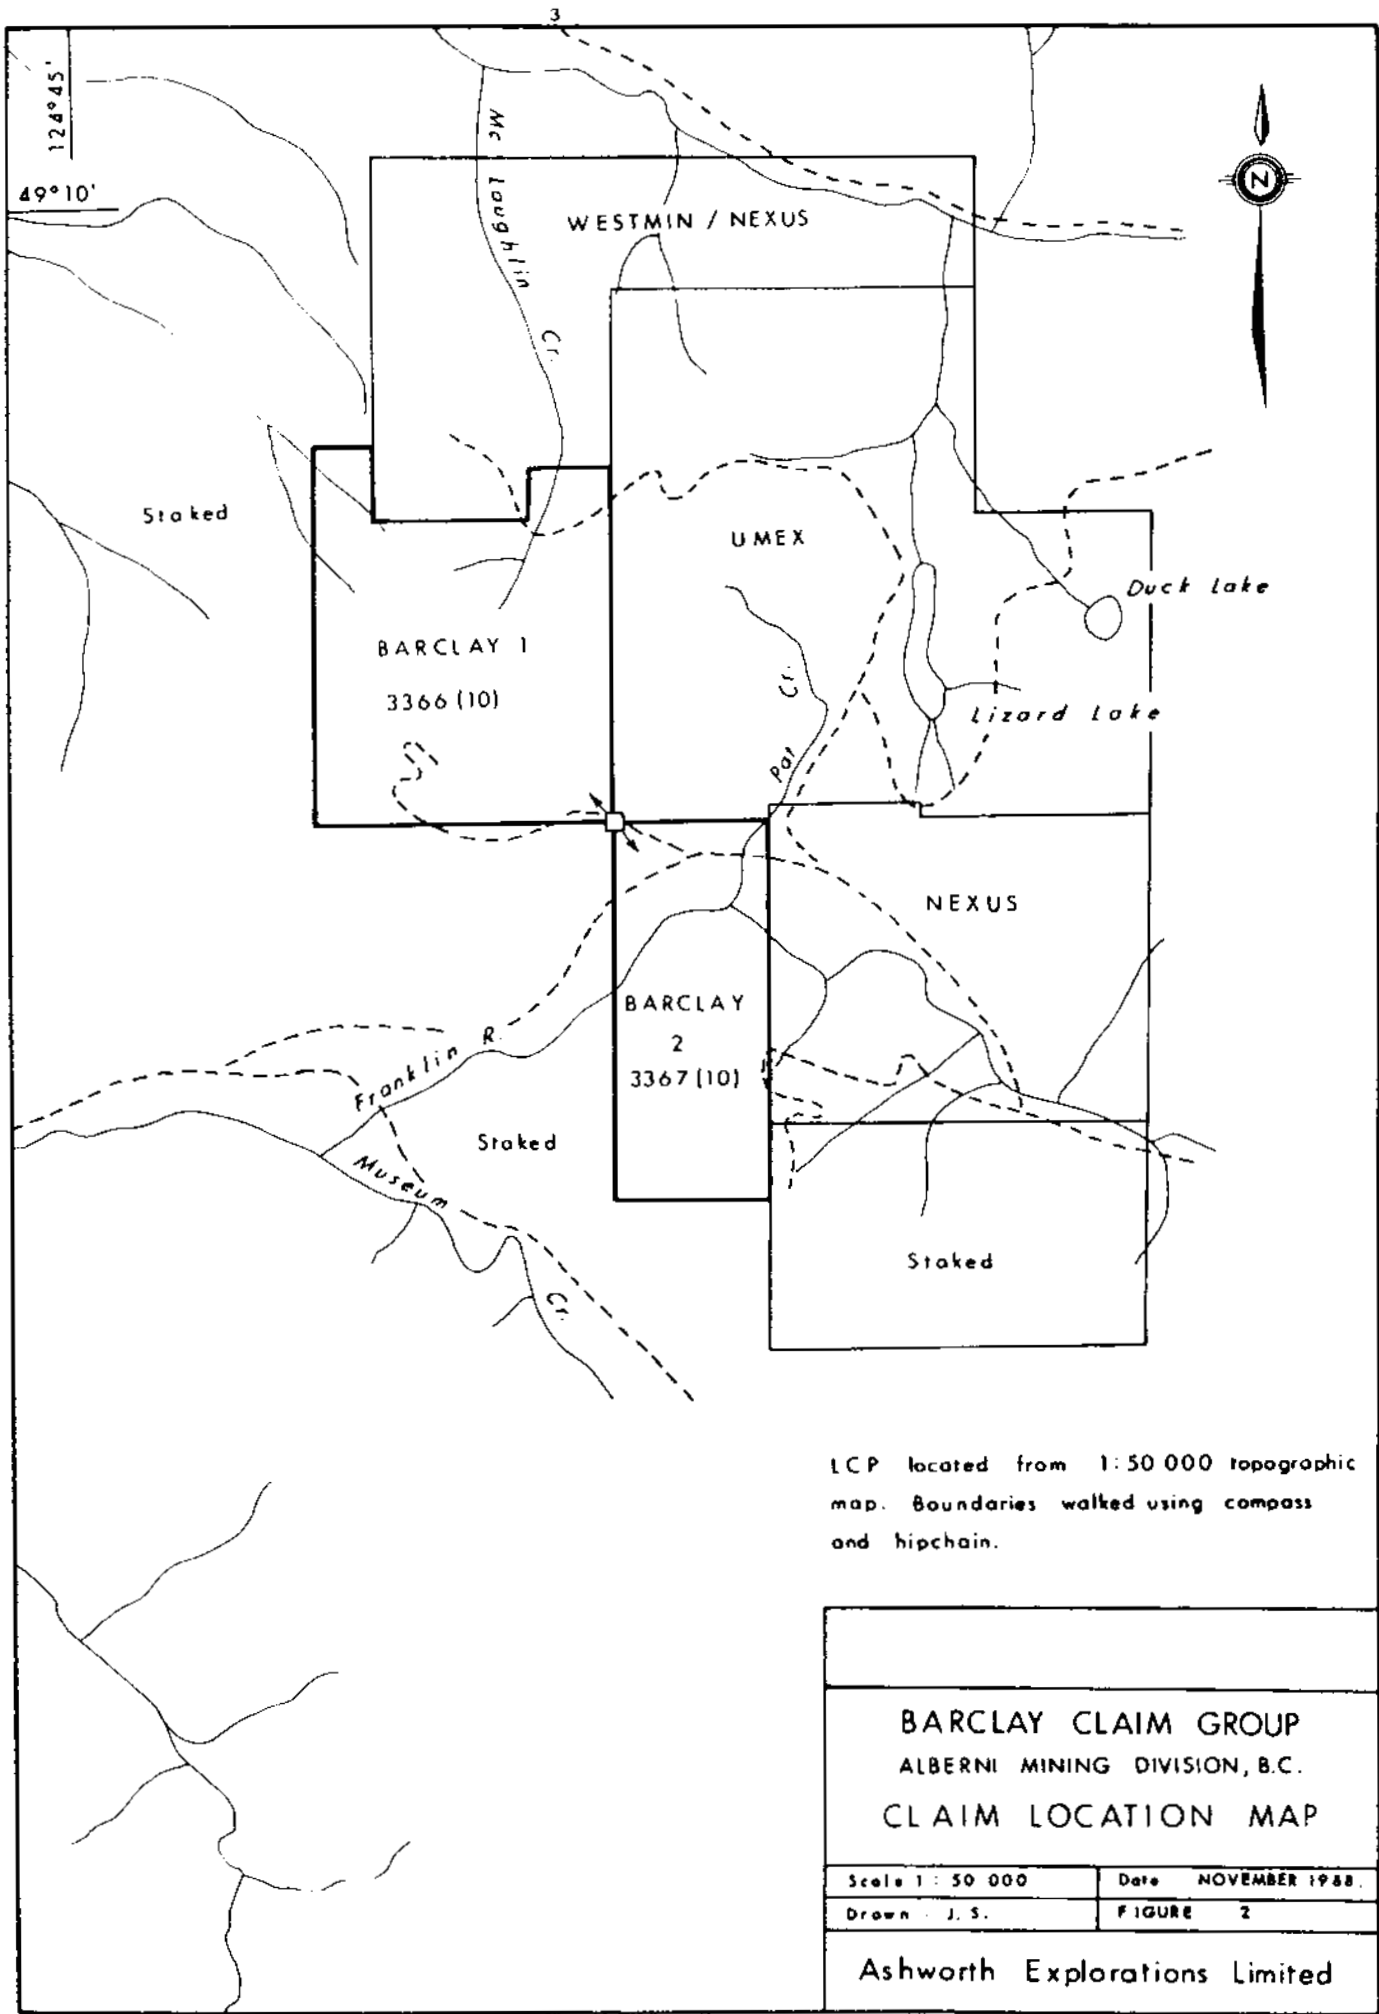 3
124°45'
49°10'
Mc Laughlin Cr.
N
WESTMIN / NEXUS
Staked
UMEX
Duck Lake
BARCLAY 1
3366 (10)
Pat Cr.
Lizard Lake
NEXUS
BARCLAY
2
3367 (10)
Franklin R.
Staked
Museum Cr.
Staked
LCP located from 1:50 000 topographic
map. Boundaries walked using compass
and hipchain.
BARCLAY CLAIM GROUP
ALBERNI MINING DIVISION, B.C.
CLAIM LOCATION MAP
Scale 1 : 50 000
Date NOVEMBER 1988.
Drawn J. S.
FIGURE 2
Ashworth Explorations Limited